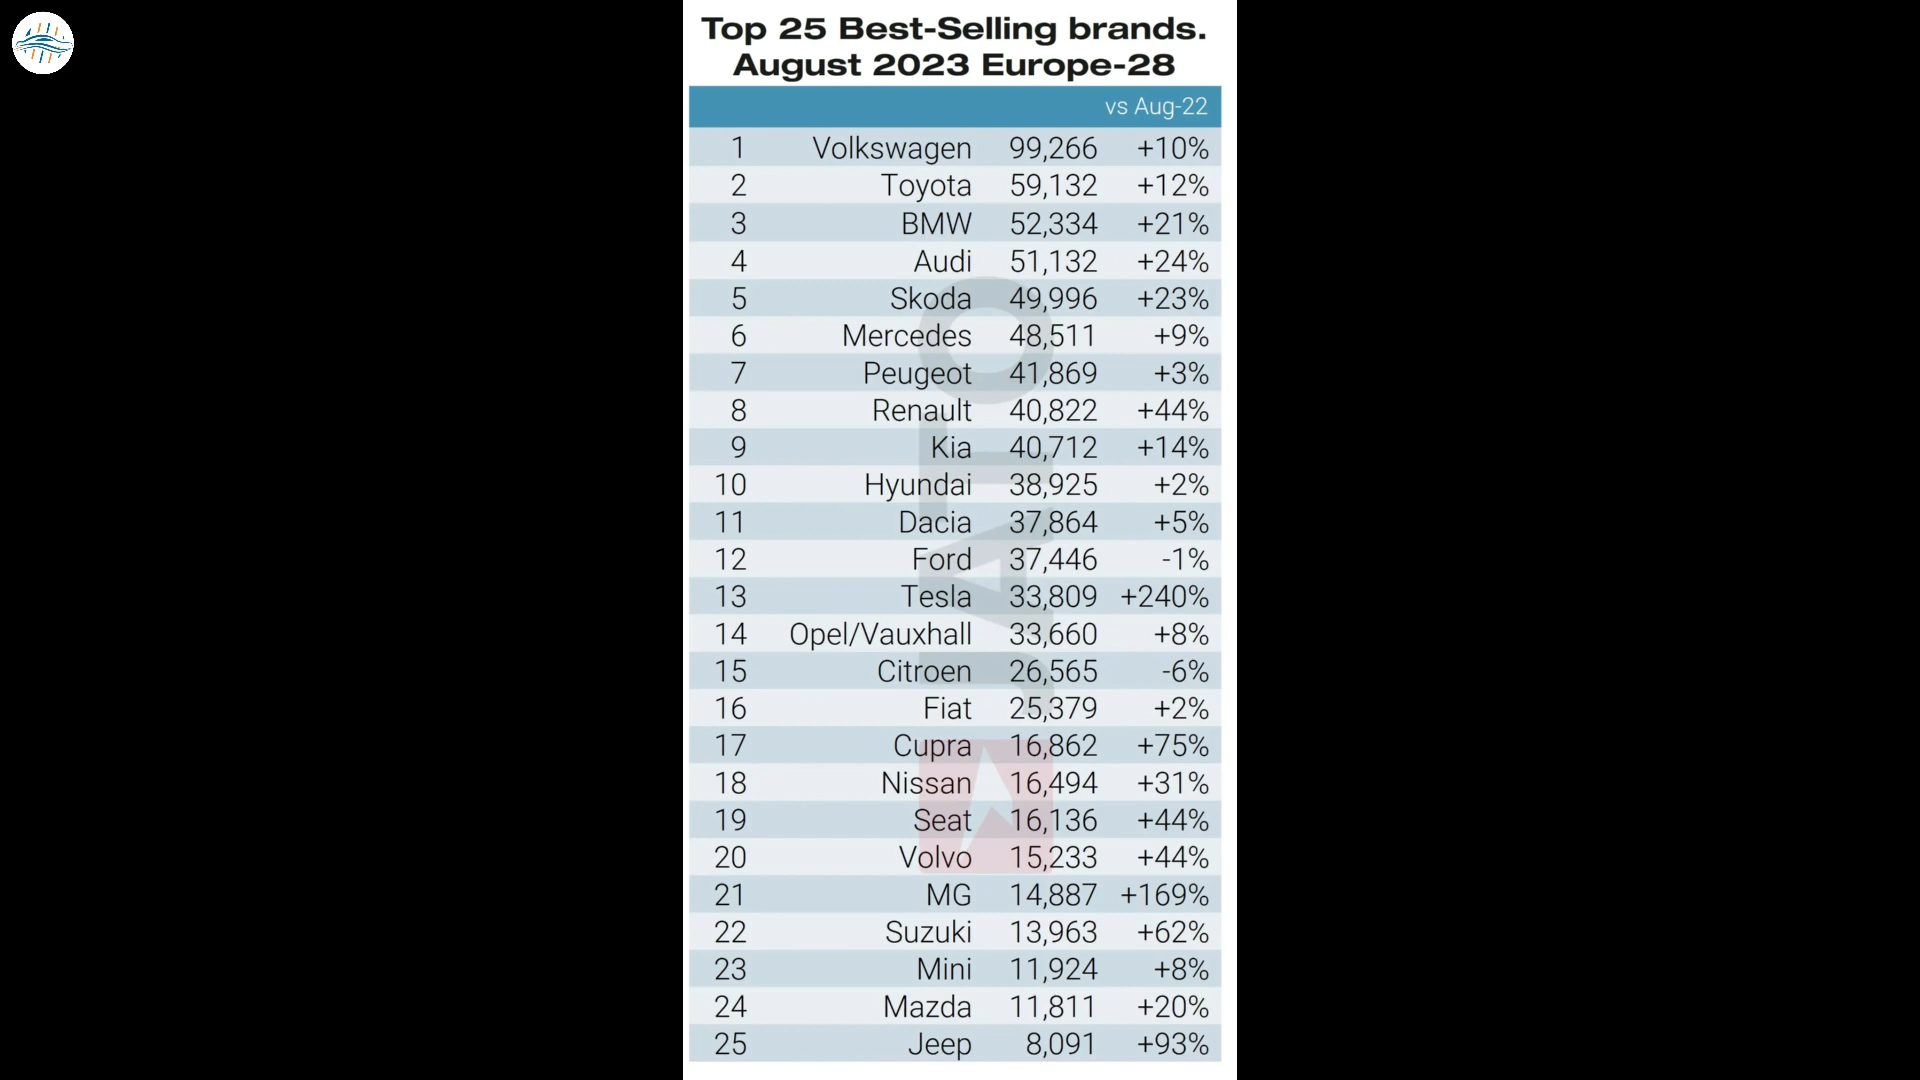 Top 25 Best-Selling brands.
August 2023 Europe-28
vs Aug-22
1 Volkswagen 99,266 +10%
2 Toyota 59,132 +12%
3 BMW 52,334 +21%
4 Audi 51,132 +24%
5 Skoda 49,996 +23%
6 Mercedes 48,511 +9%
7 Peugeot 41,869 +3%
8 Renault 40,822 +44%
9 Kia 40,712 +14%
10 Hyundai 38,925 +2%
11 Dacia 37,864 +5%
12 Ford 37,446 -1%
13 Tesla 33,809 +240%
14 Opel/Vauxhall 33,660 +8%
15 Citroen 26,565 -6%
16 Fiat 25,379 +2%
17 Cupra 16,862 +75%
18 Nissan 16,494 +31%
19 Seat 16,136 +44%
20 Volvo 15,233 +44%
21 MG 14,887 +169%
22 Suzuki 13,963 +62%
23 Mini 11,924 +8%
24 Mazda 11,811 +20%
25 Jeep 8,091 +93%
JATO